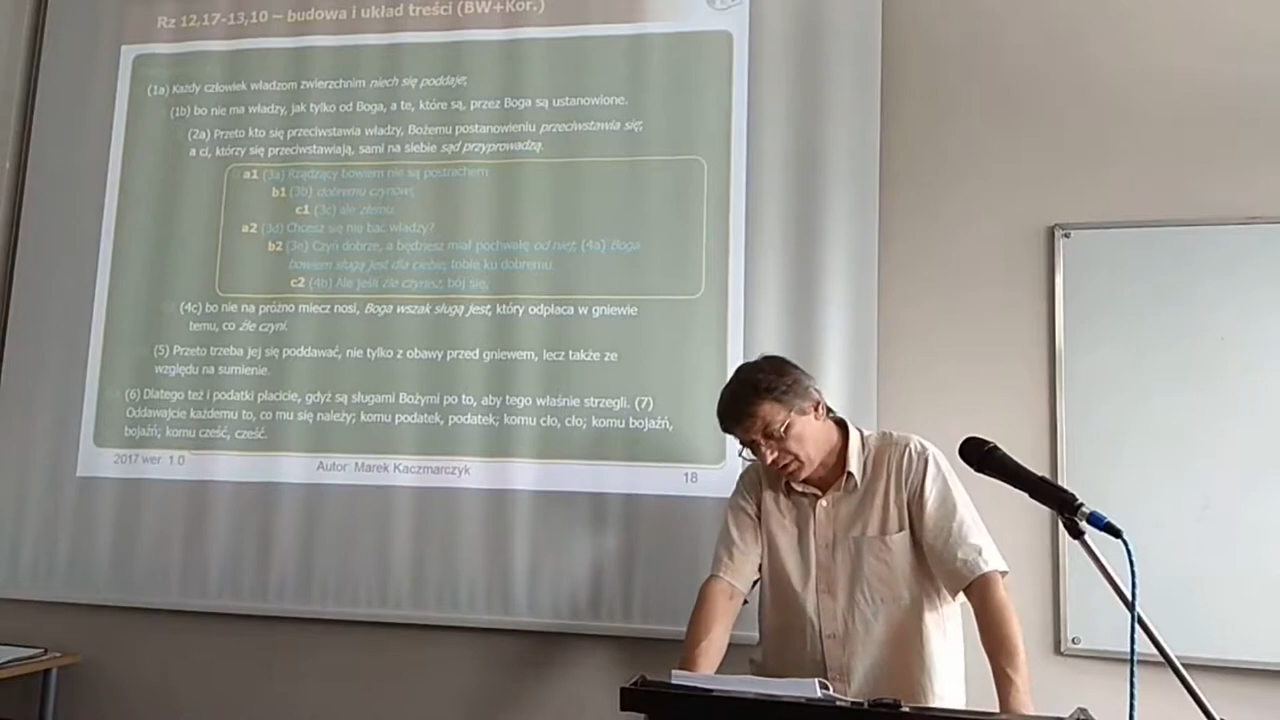 Rz 12,17-13,10 – budowa i układ treści (BW+Kor.)
(1a) Każdy człowiek władzom zwierzchnim niech się poddaje;
(1b) bo nie ma władzy, jak tylko od Boga, a te, które są, przez Boga są ustanowione.
(2a) Przeto kto się przeciwstawia władzy, Bożemu postanowieniu przeciwstawia się;
a ci, którzy się przeciwstawiają, sami na siebie sąd przyprowadzą.
a1 (3a) Rządzący bowiem nie są postrachem
b1 (3b) dobremu czynowi,
c1 (3c) ale złemu.
a2 (3d) Chcesz się nie bać władzy?
b2 (3e) Czyń dobrze, a będziesz miał pochwałę od niej; (4a) Boga
bowiem sługą jest dla ciebie, tobie ku dobremu.
c2 (4b) Ale jeśli źle czynisz, bój się,
(4c) bo nie na próżno miecz nosi, Boga wszak sługą jest, który odpłaca w gniewie
temu, co źle czyni.
(5) Przeto trzeba jej się poddawać, nie tylko z obawy przed gniewem, lecz także ze
względu na sumienie.
(6) Dlatego też i podatki płacicie, gdyż są sługami Bożymi po to, aby tego właśnie strzegli. (7)
Oddawajcie każdemu to, co mu się należy; komu podatek, podatek; komu cło, cło; komu bojaźń,
bojaźń; komu cześć, cześć.
2017 wer. 1.0
Autor: Marek Kaczmarczyk
18